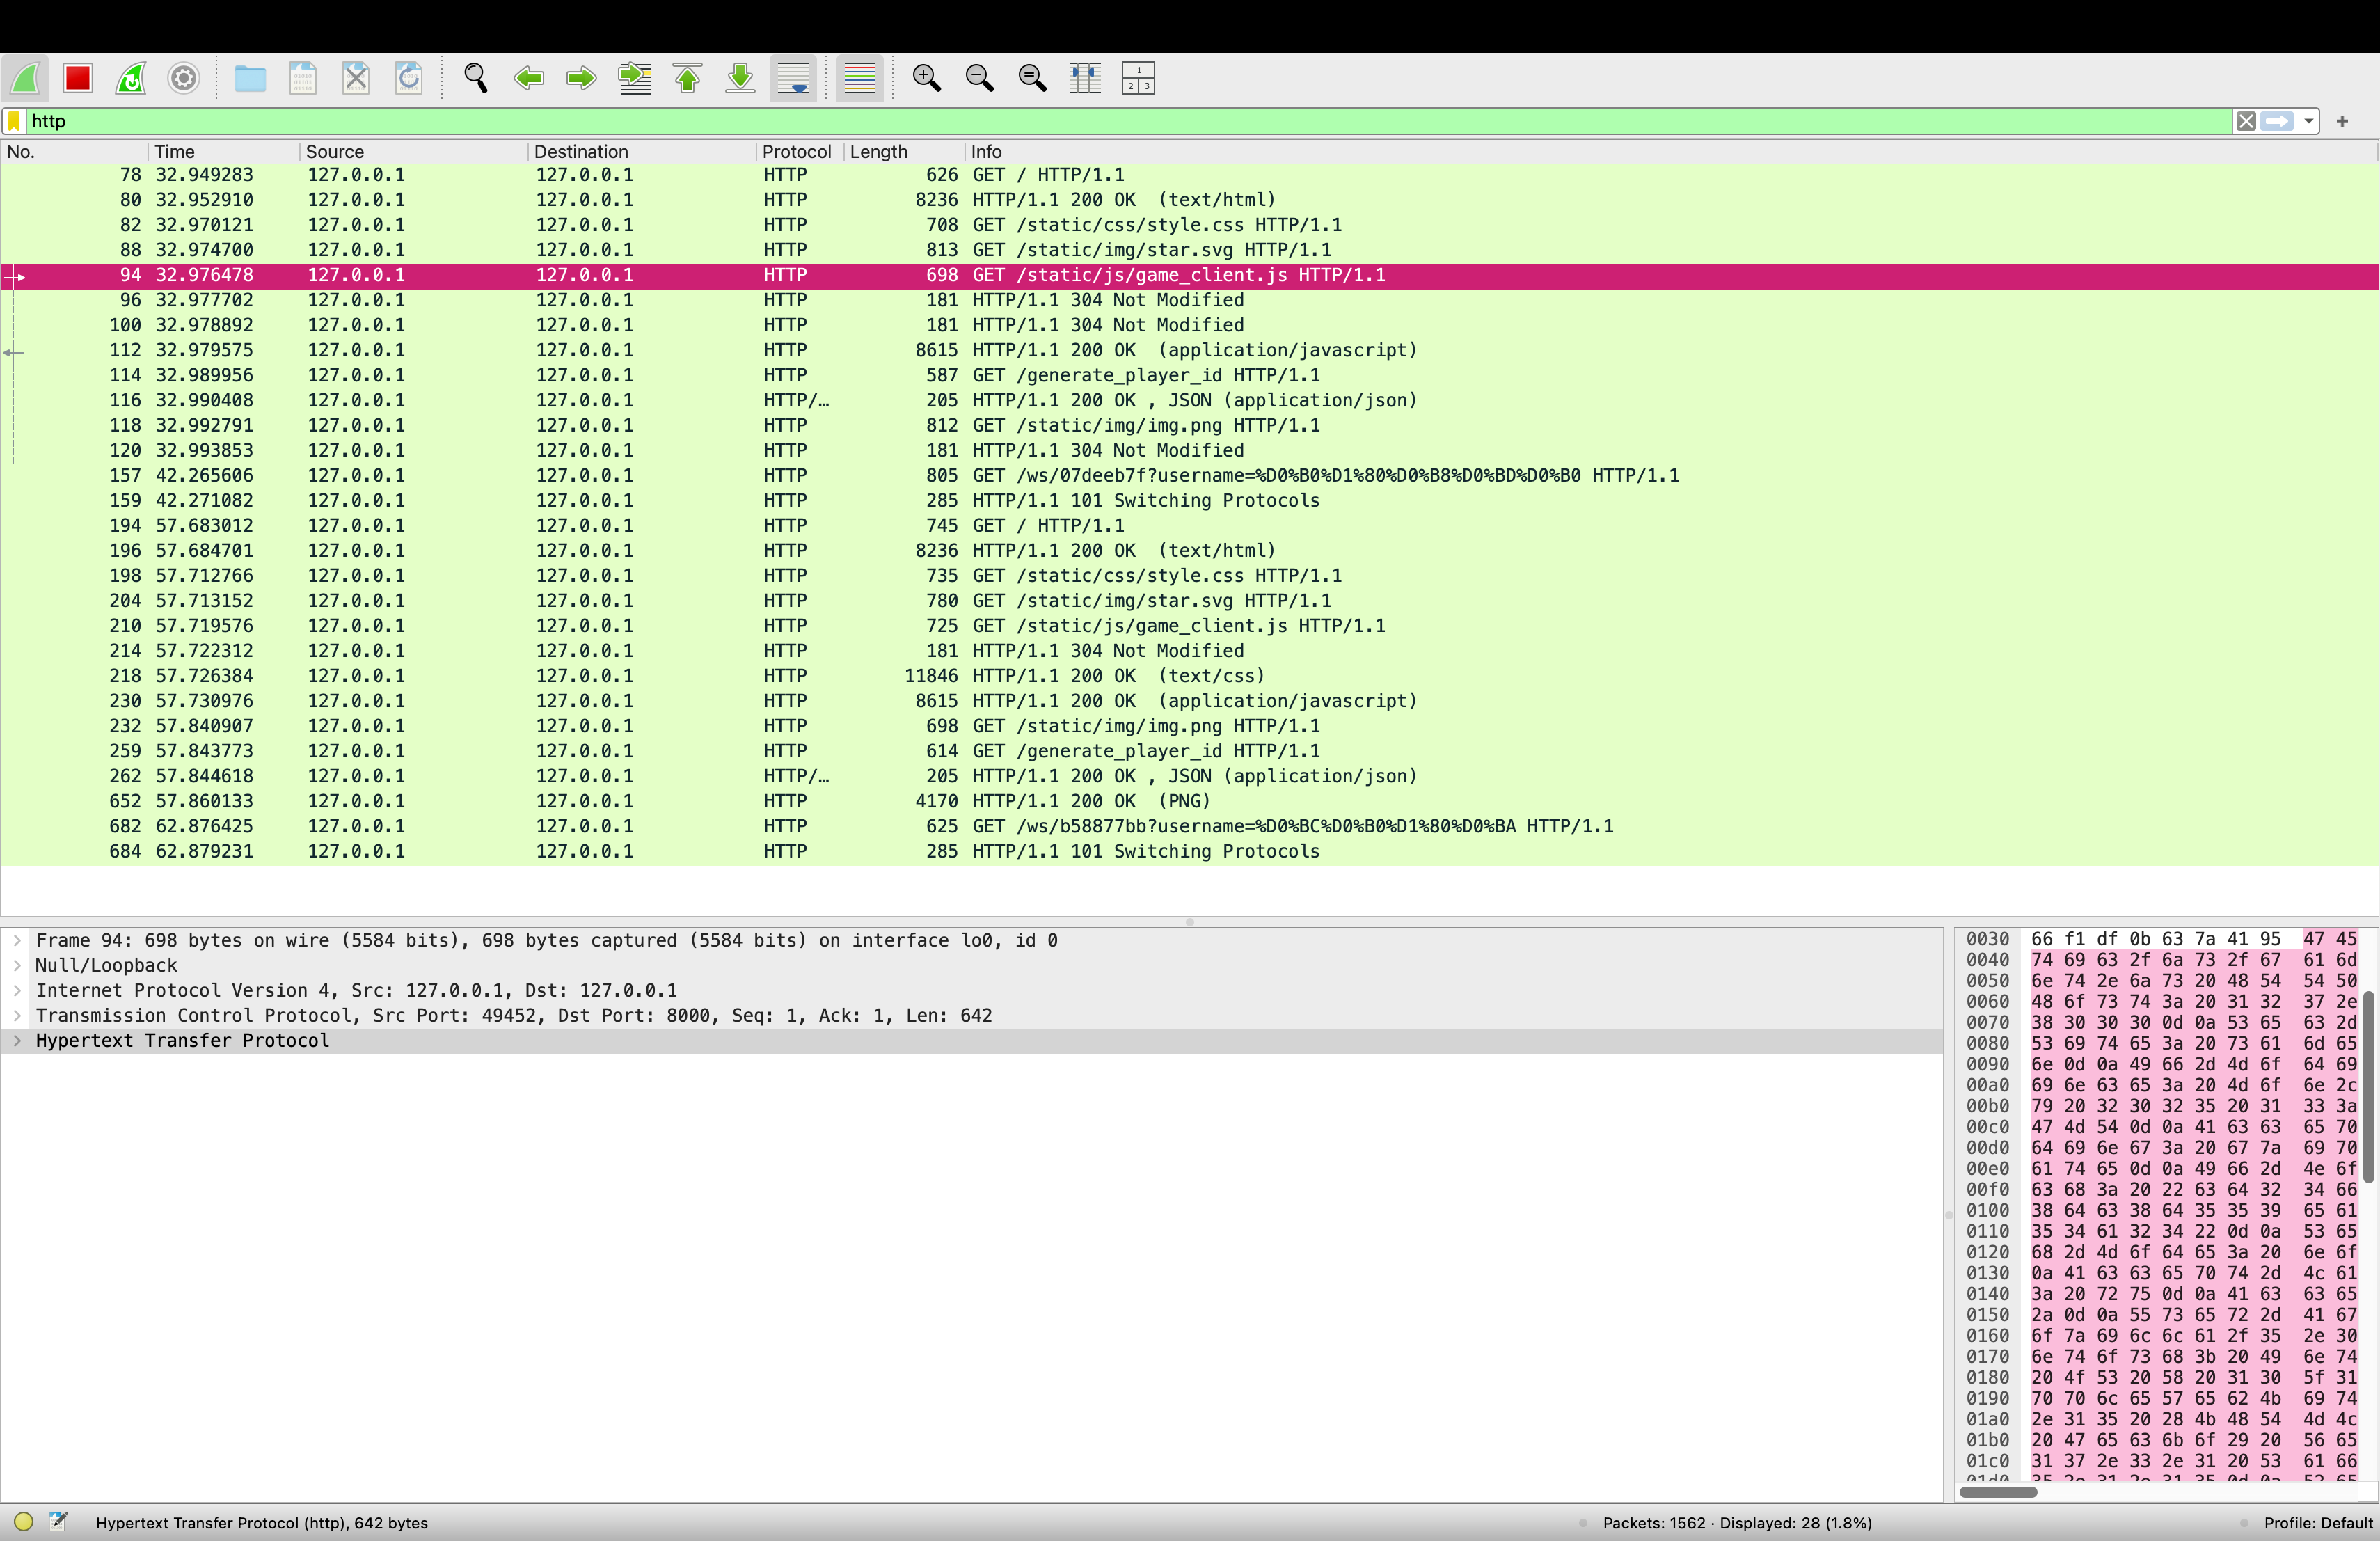 http
No. Time Source Destination Protocol Length Info
78 32.949283 127.0.0.1 127.0.0.1 HTTP 626 GET / HTTP/1.1
80 32.952910 127.0.0.1 127.0.0.1 HTTP 8236 HTTP/1.1 200 OK (text/html)
82 32.970121 127.0.0.1 127.0.0.1 HTTP 708 GET /static/css/style.css HTTP/1.1
88 32.974700 127.0.0.1 127.0.0.1 HTTP 813 GET /static/img/star.svg HTTP/1.1
94 32.976478 127.0.0.1 127.0.0.1 HTTP 698 GET /static/js/game_client.js HTTP/1.1
96 32.977702 127.0.0.1 127.0.0.1 HTTP 181 HTTP/1.1 304 Not Modified
100 32.978892 127.0.0.1 127.0.0.1 HTTP 181 HTTP/1.1 304 Not Modified
112 32.979575 127.0.0.1 127.0.0.1 HTTP 8615 HTTP/1.1 200 OK (application/javascript)
114 32.989956 127.0.0.1 127.0.0.1 HTTP 587 GET /generate_player_id HTTP/1.1
116 32.990408 127.0.0.1 127.0.0.1 HTTP/… 205 HTTP/1.1 200 OK , JSON (application/json)
118 32.992791 127.0.0.1 127.0.0.1 HTTP 812 GET /static/img/img.png HTTP/1.1
120 32.993853 127.0.0.1 127.0.0.1 HTTP 181 HTTP/1.1 304 Not Modified
157 42.265606 127.0.0.1 127.0.0.1 HTTP 805 GET /ws/07deeb7f?username=%D0%B0%D1%80%D0%B8%D0%BD%D0%B0 HTTP/1.1
159 42.271082 127.0.0.1 127.0.0.1 HTTP 285 HTTP/1.1 101 Switching Protocols
194 57.683012 127.0.0.1 127.0.0.1 HTTP 745 GET / HTTP/1.1
196 57.684701 127.0.0.1 127.0.0.1 HTTP 8236 HTTP/1.1 200 OK (text/html)
198 57.712766 127.0.0.1 127.0.0.1 HTTP 735 GET /static/css/style.css HTTP/1.1
204 57.713152 127.0.0.1 127.0.0.1 HTTP 780 GET /static/img/star.svg HTTP/1.1
210 57.719576 127.0.0.1 127.0.0.1 HTTP 725 GET /static/js/game_client.js HTTP/1.1
214 57.722312 127.0.0.1 127.0.0.1 HTTP 181 HTTP/1.1 304 Not Modified
218 57.726384 127.0.0.1 127.0.0.1 HTTP 11846 HTTP/1.1 200 OK (text/css)
230 57.730976 127.0.0.1 127.0.0.1 HTTP 8615 HTTP/1.1 200 OK (application/javascript)
232 57.840907 127.0.0.1 127.0.0.1 HTTP 698 GET /static/img/img.png HTTP/1.1
259 57.843773 127.0.0.1 127.0.0.1 HTTP 614 GET /generate_player_id HTTP/1.1
262 57.844618 127.0.0.1 127.0.0.1 HTTP/… 205 HTTP/1.1 200 OK , JSON (application/json)
652 57.860133 127.0.0.1 127.0.0.1 HTTP 4170 HTTP/1.1 200 OK (PNG)
682 62.876425 127.0.0.1 127.0.0.1 HTTP 625 GET /ws/b58877bb?username=%D0%BC%D0%B0%D1%80%D0%BA HTTP/1.1
684 62.879231 127.0.0.1 127.0.0.1 HTTP 285 HTTP/1.1 101 Switching Protocols
Frame 94: 698 bytes on wire (5584 bits), 698 bytes captured (5584 bits) on interface lo0, id 0
Null/Loopback
Internet Protocol Version 4, Src: 127.0.0.1, Dst: 127.0.0.1
Transmission Control Protocol, Src Port: 49452, Dst Port: 8000, Seq: 1, Ack: 1, Len: 642
Hypertext Transfer Protocol
0030 66 f1 df 0b 63 7a 41 95 47 45
0040 74 69 63 2f 6a 73 2f 67 61 6d
0050 6e 74 2e 6a 73 20 48 54 54 50
0060 48 6f 73 74 3a 20 31 32 37 2e
0070 38 30 30 30 0d 0a 53 65 63 2d
0080 53 69 74 65 3a 20 73 61 6d 65
0090 6e 0d 0a 49 66 2d 4d 6f 64 69
00a0 69 6e 63 65 3a 20 4d 6f 6e 2c
00b0 79 20 32 30 32 35 20 31 33 3a
00c0 47 4d 54 0d 0a 41 63 63 65 70
00d0 64 69 6e 67 3a 20 67 7a 69 70
00e0 61 74 65 0d 0a 49 66 2d 4e 6f
00f0 63 68 3a 20 22 63 64 32 34 66
0100 38 64 63 38 64 35 35 39 65 61
0110 35 34 61 32 34 22 0d 0a 53 65
0120 68 2d 4d 6f 64 65 3a 20 6e 6f
0130 0a 41 63 63 65 70 74 2d 4c 61
0140 3a 20 72 75 0d 0a 41 63 63 65
0150 2a 0d 0a 55 73 65 72 2d 41 67
0160 6f 7a 69 6c 6c 61 2f 35 2e 30
0170 6e 74 6f 73 68 3b 20 49 6e 74
0180 20 4f 53 20 58 20 31 30 5f 31
0190 70 70 6c 65 57 65 62 4b 69 74
01a0 2e 31 35 20 28 4b 48 54 4d 4c
01b0 20 47 65 63 6b 6f 29 20 56 65
01c0 31 37 2e 33 2e 31 20 53 61 66
Hypertext Transfer Protocol (http), 642 bytes
Packets: 1562 · Displayed: 28 (1.8%)
Profile: Default